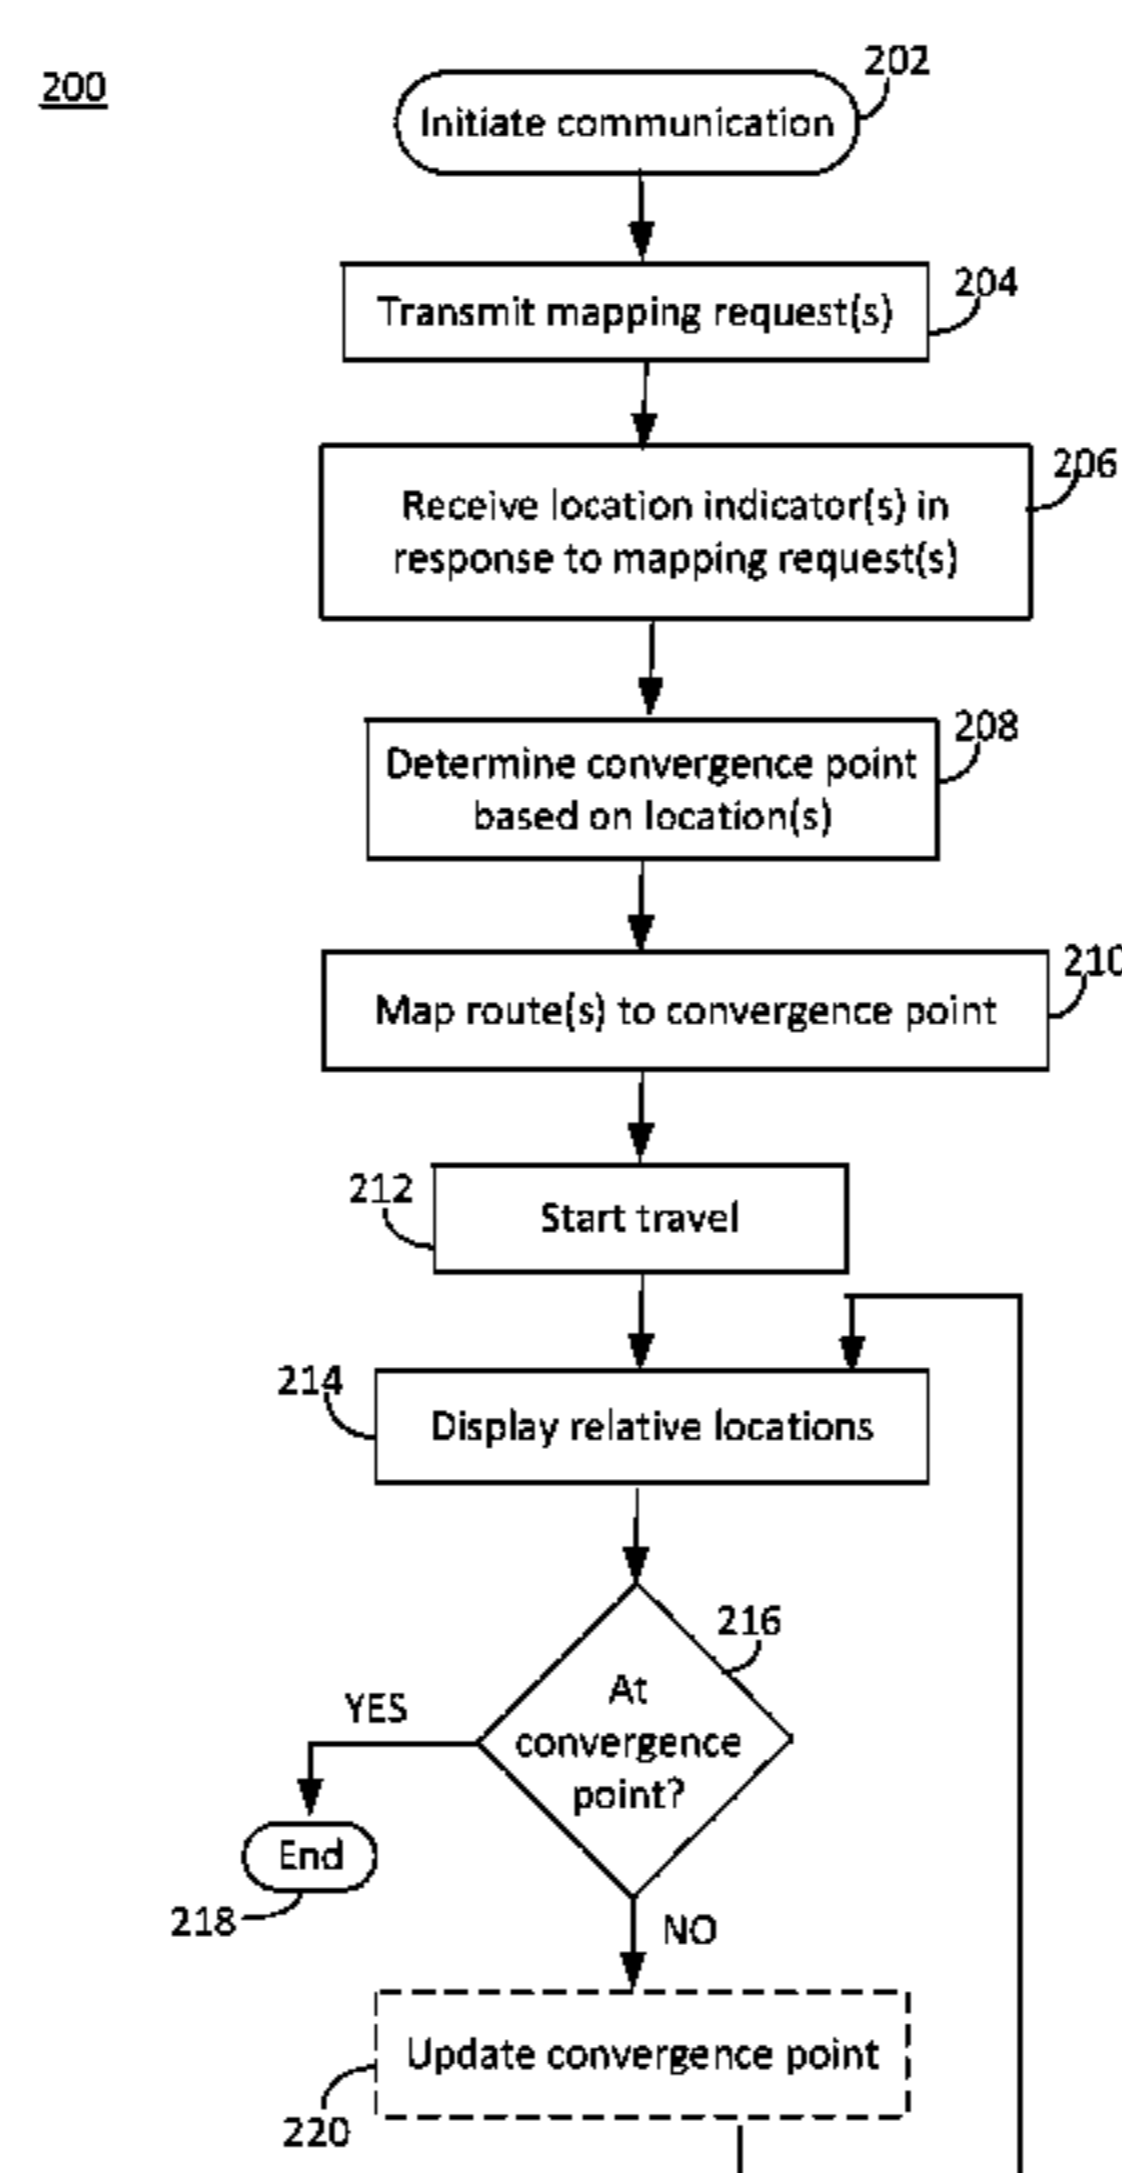 200
202
Initiate communication
204
Transmit mapping request(s)
206
Receive location indicator(s) in
response to mapping request(s)
208
Determine convergence point
based on location(s)
210
Map route(s) to convergence point
212
Start travel
214
Display relative locations
216
At
convergence
point?
YES
End
218
NO
Update convergence point
220